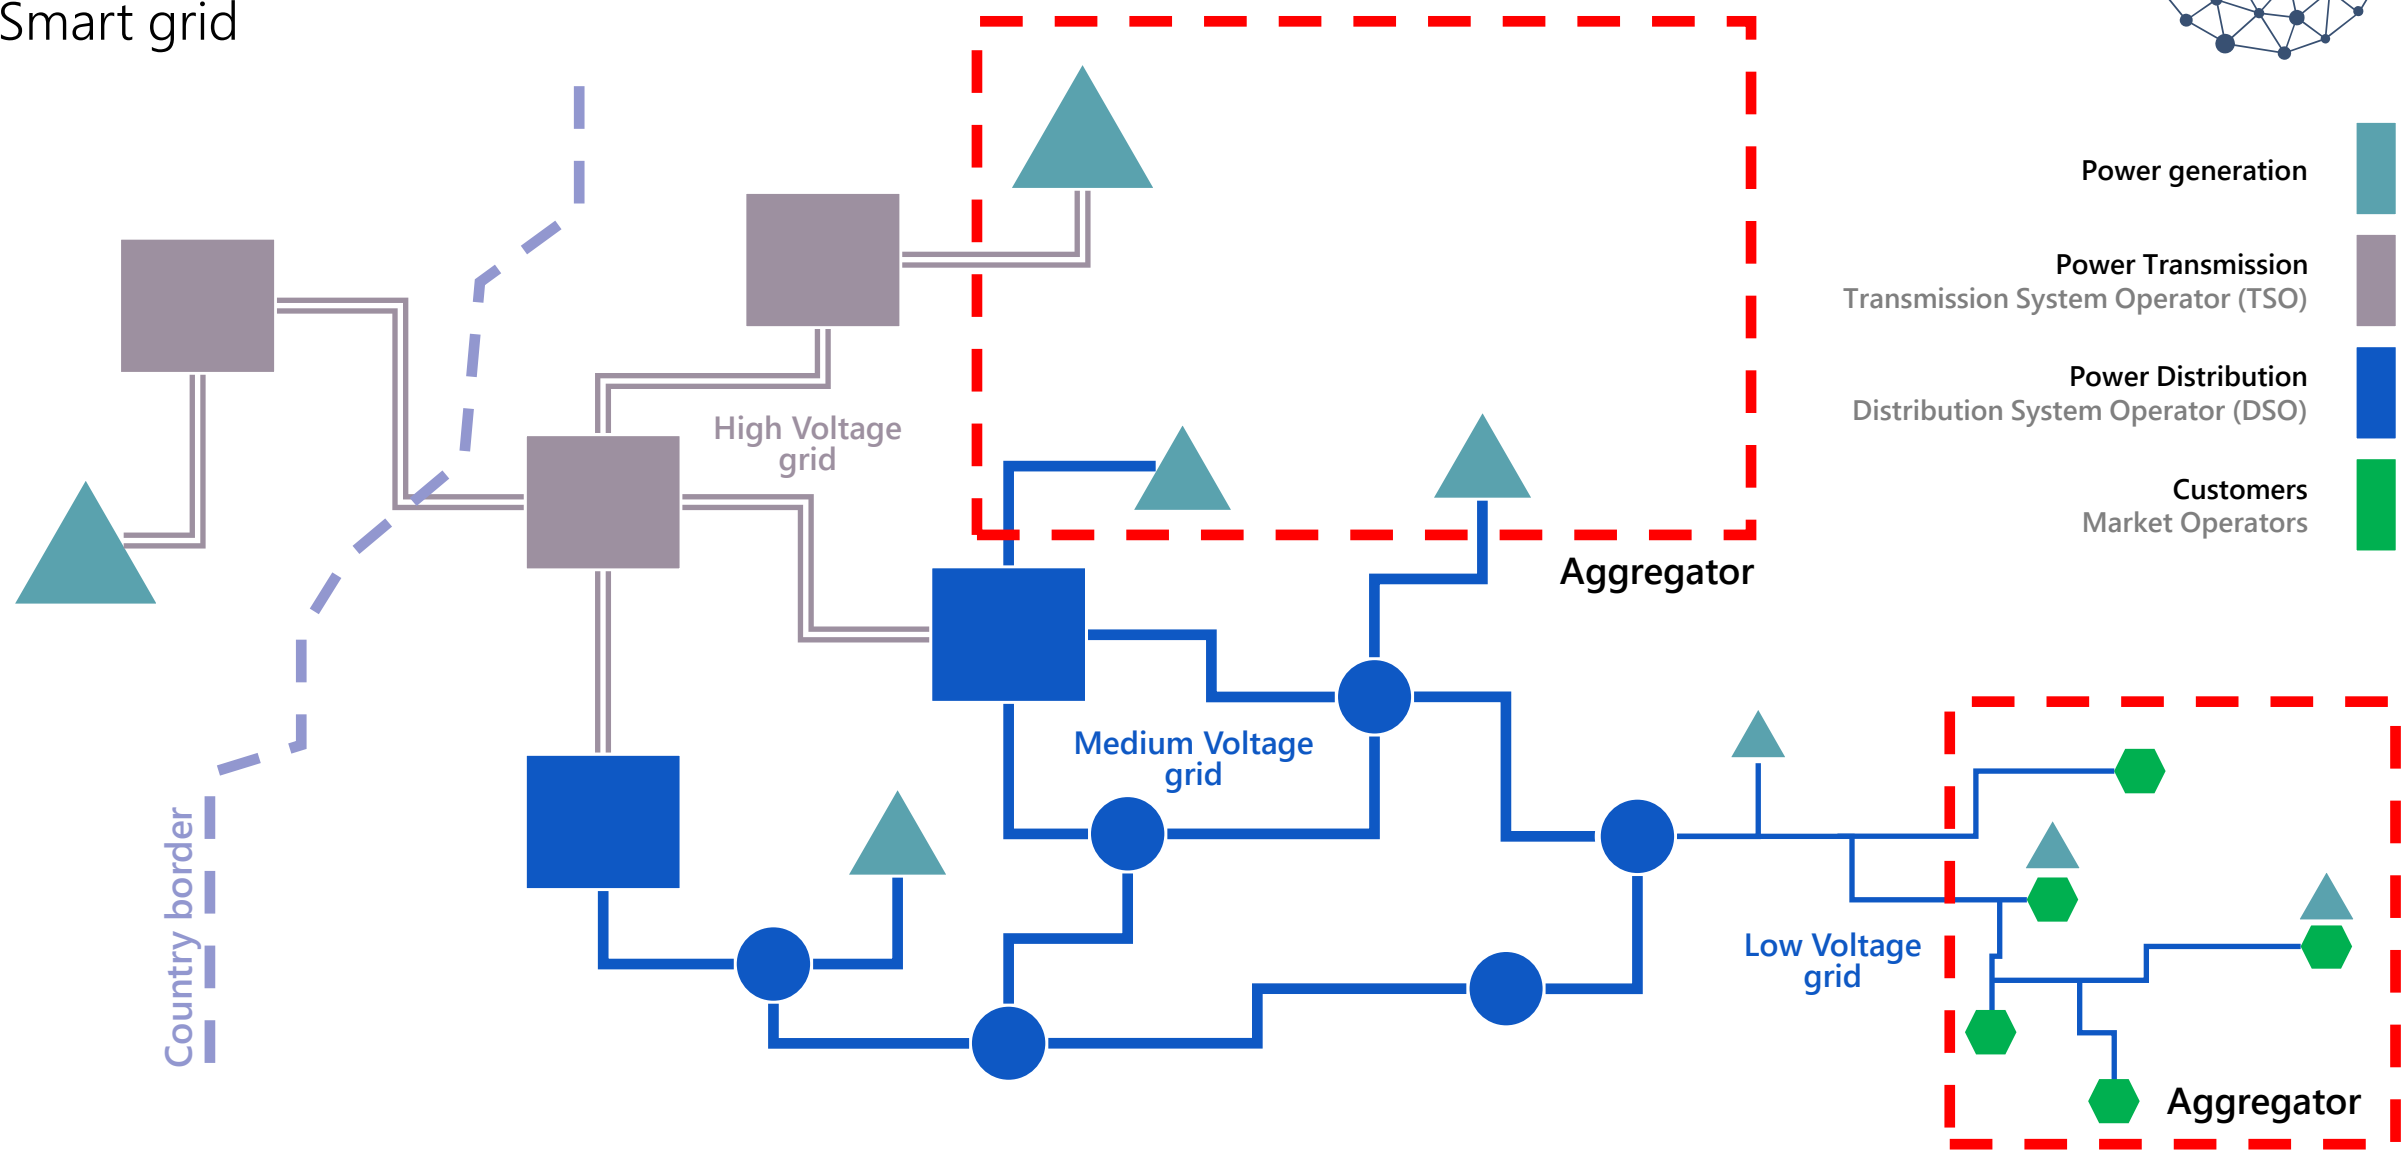 Smart grid
Power generation
Power Transmission
Transmission System Operator (TSO)
Power Distribution
Distribution System Operator (DSO)
Customers
Market Operators
High Voltage
grid
Aggregator
Medium Voltage
grid
Country border
Low Voltage
grid
Aggregator